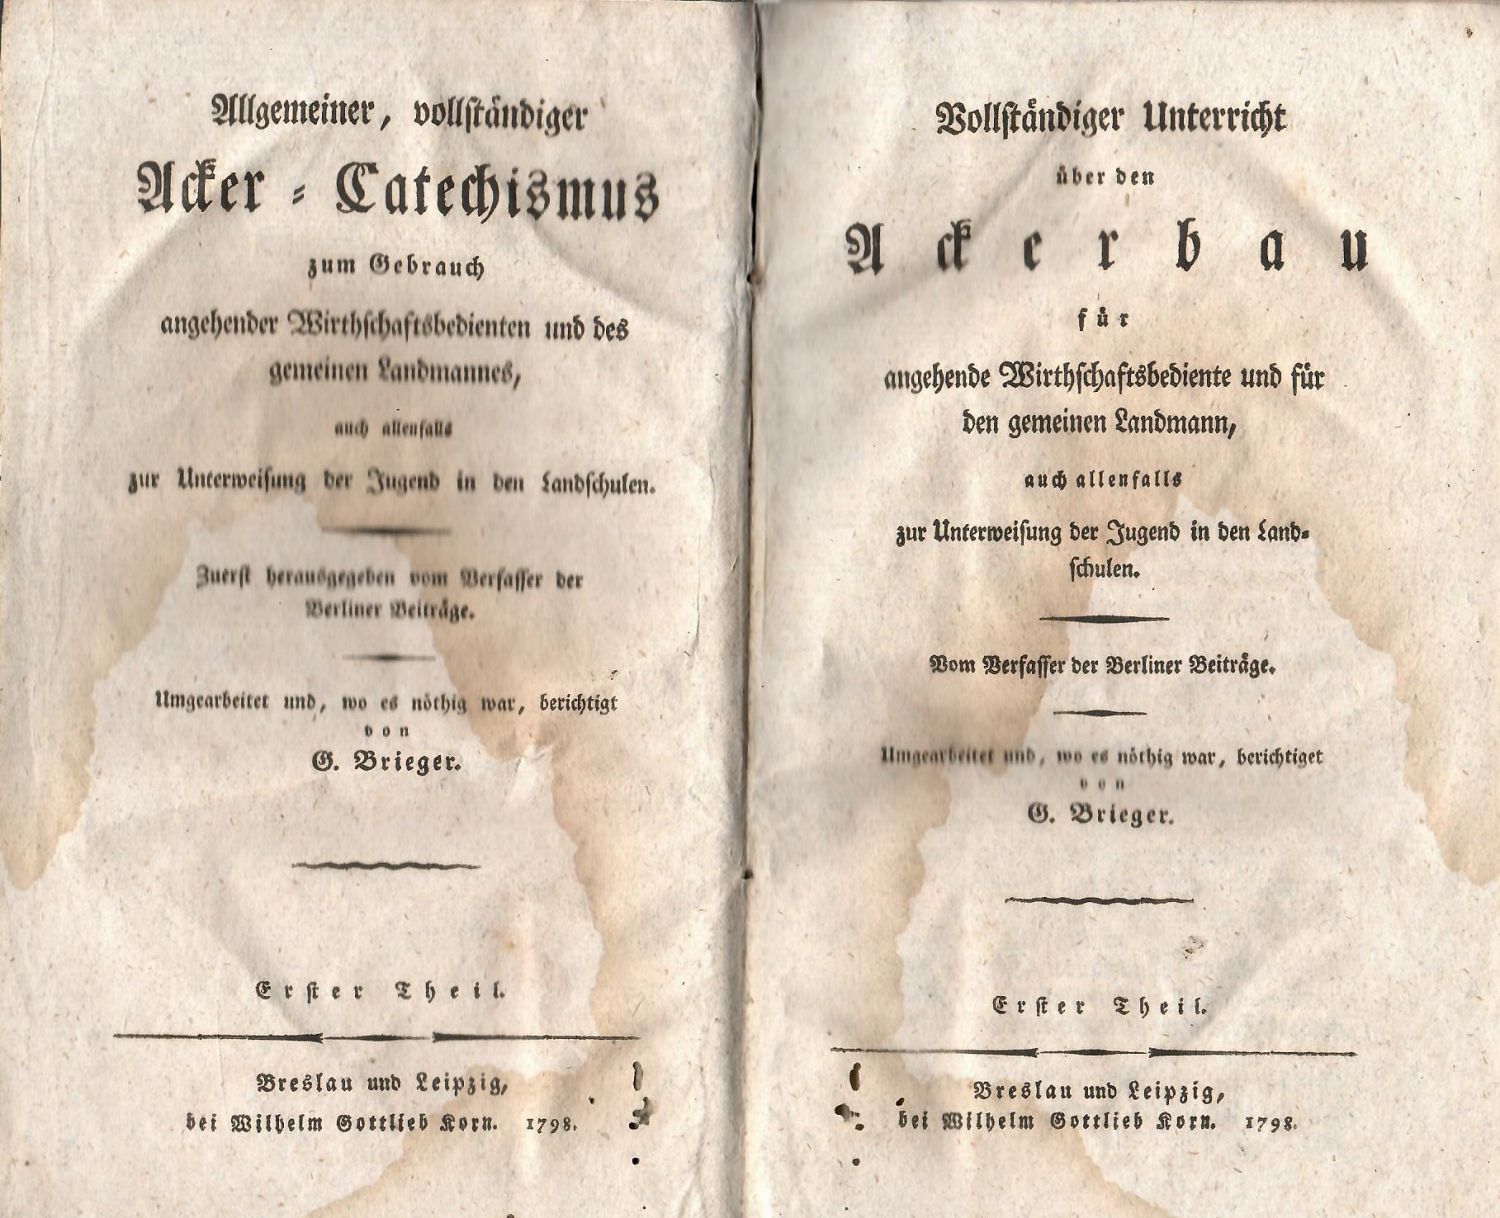 Allgemeiner, vollständiger
Acker-Catechismus
zum Gebrauch
angehender Wirthschaftsbedienten und des
gemeinen Landmannes,
auch allenfalls
zur Unterweisung der Jugend in den Landschulen.
Zuerst herausgegeben vom Verfasser der
Berliner Beiträge.
Umgearbeitet und, wo es nöthig war, berichtigt
von
G. Brieger.
Erster Theil.
Breslau und Leipzig,
bei Wilhelm Gottlieb Korn. 1798.
Vollständiger Unterricht
über den
Ackerbau
für
angehende Wirthschaftsbediente und für
den gemeinen Landmann,
auch allenfalls
zur Unterweisung der Jugend in den Land-
schulen.
Vom Verfasser der Berliner Beiträge.
Umgearbeitet und, wo es nöthig war, berichtiget
von
G. Brieger.
Erster Theil.
Breslau und Leipzig,
bei Wilhelm Gottlieb Korn. 1798.